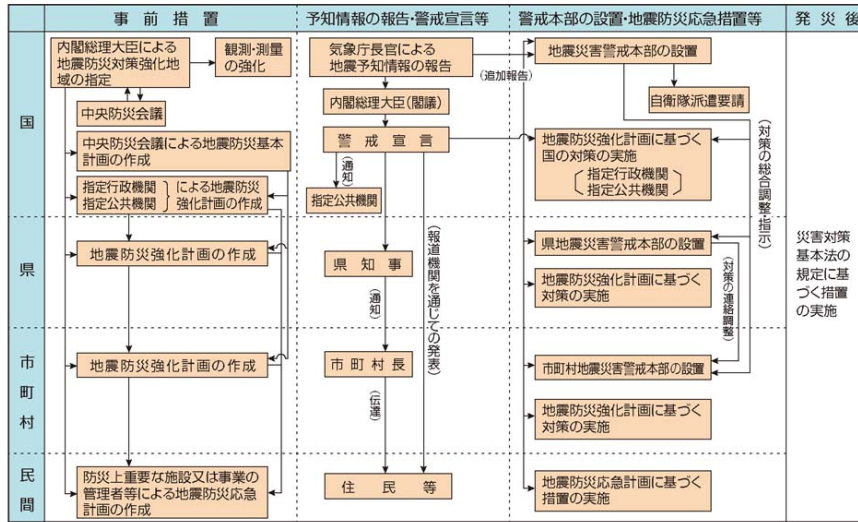 事前措置
予知情報の報告・警戒宣言等
警戒本部の設置・地震防災応急措置等
発災後
国
内閣総理大臣による
地震防災対策強化地
域の指定
観測・測量
の強化
中央防災会議
中央防災会議による地震防災基本
計画の作成
指定行政機関
指定公共機関
による地震防災
強化計画の作成
気象庁長官による
地震予知情報の報告
(追加報告)
内閣総理大臣(閣議)
警戒宣言
(通知)
指定公共機関
(報道機関を通じての発表)
地震災害警戒本部の設置
自衛隊派遣要請
地震防災強化計画に基づく
国の対策の実施
指定行政機関
指定公共機関
(対策の総合調整・指示)
県
地震防災強化計画の作成
県知事
(通知)
県地震災害警戒本部の設置
地震防災強化計画に基づく
対策の実施
(対策の連絡調整)
市町村
地震防災強化計画の作成
市町村長
(伝達)
市町村地震災害警戒本部の設置
地震防災強化計画に基づく
対策の実施
民間
防災上重要な施設又は事業の
管理者等による地震防災応急
計画の作成
住民等
地震防災応急計画に基づく
措置の実施
災害対策
基本法の
規定に基
づく措置
の実施